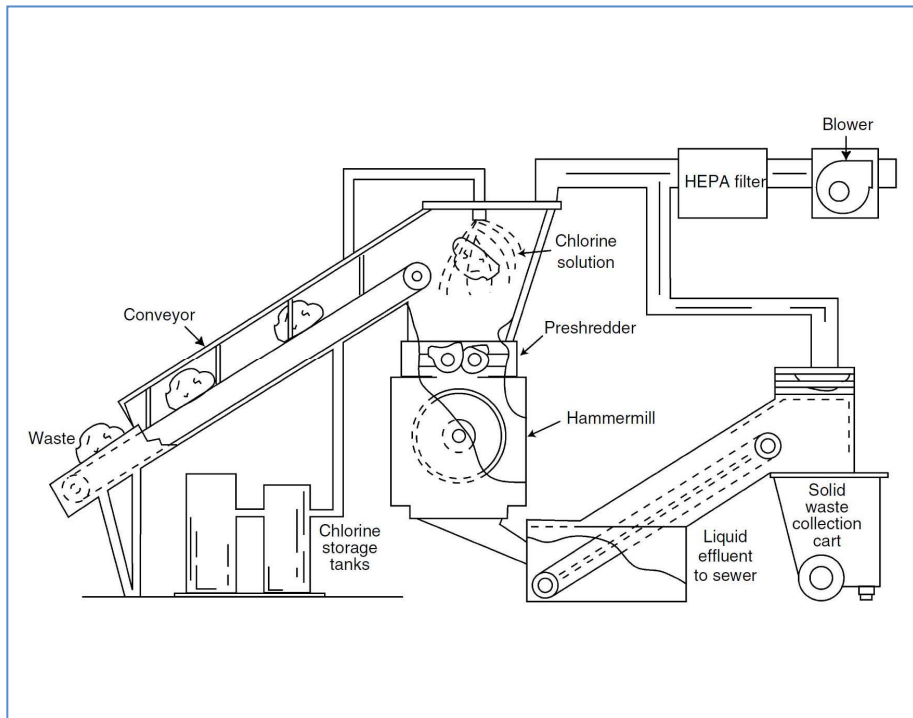 Blower
HEPA filter
Chlorine
solution
Conveyor
Preshredder
Hammermill
Waste
Chlorine
storage
tanks
Liquid
effluent
to sewer
Solid
waste
collection
cart